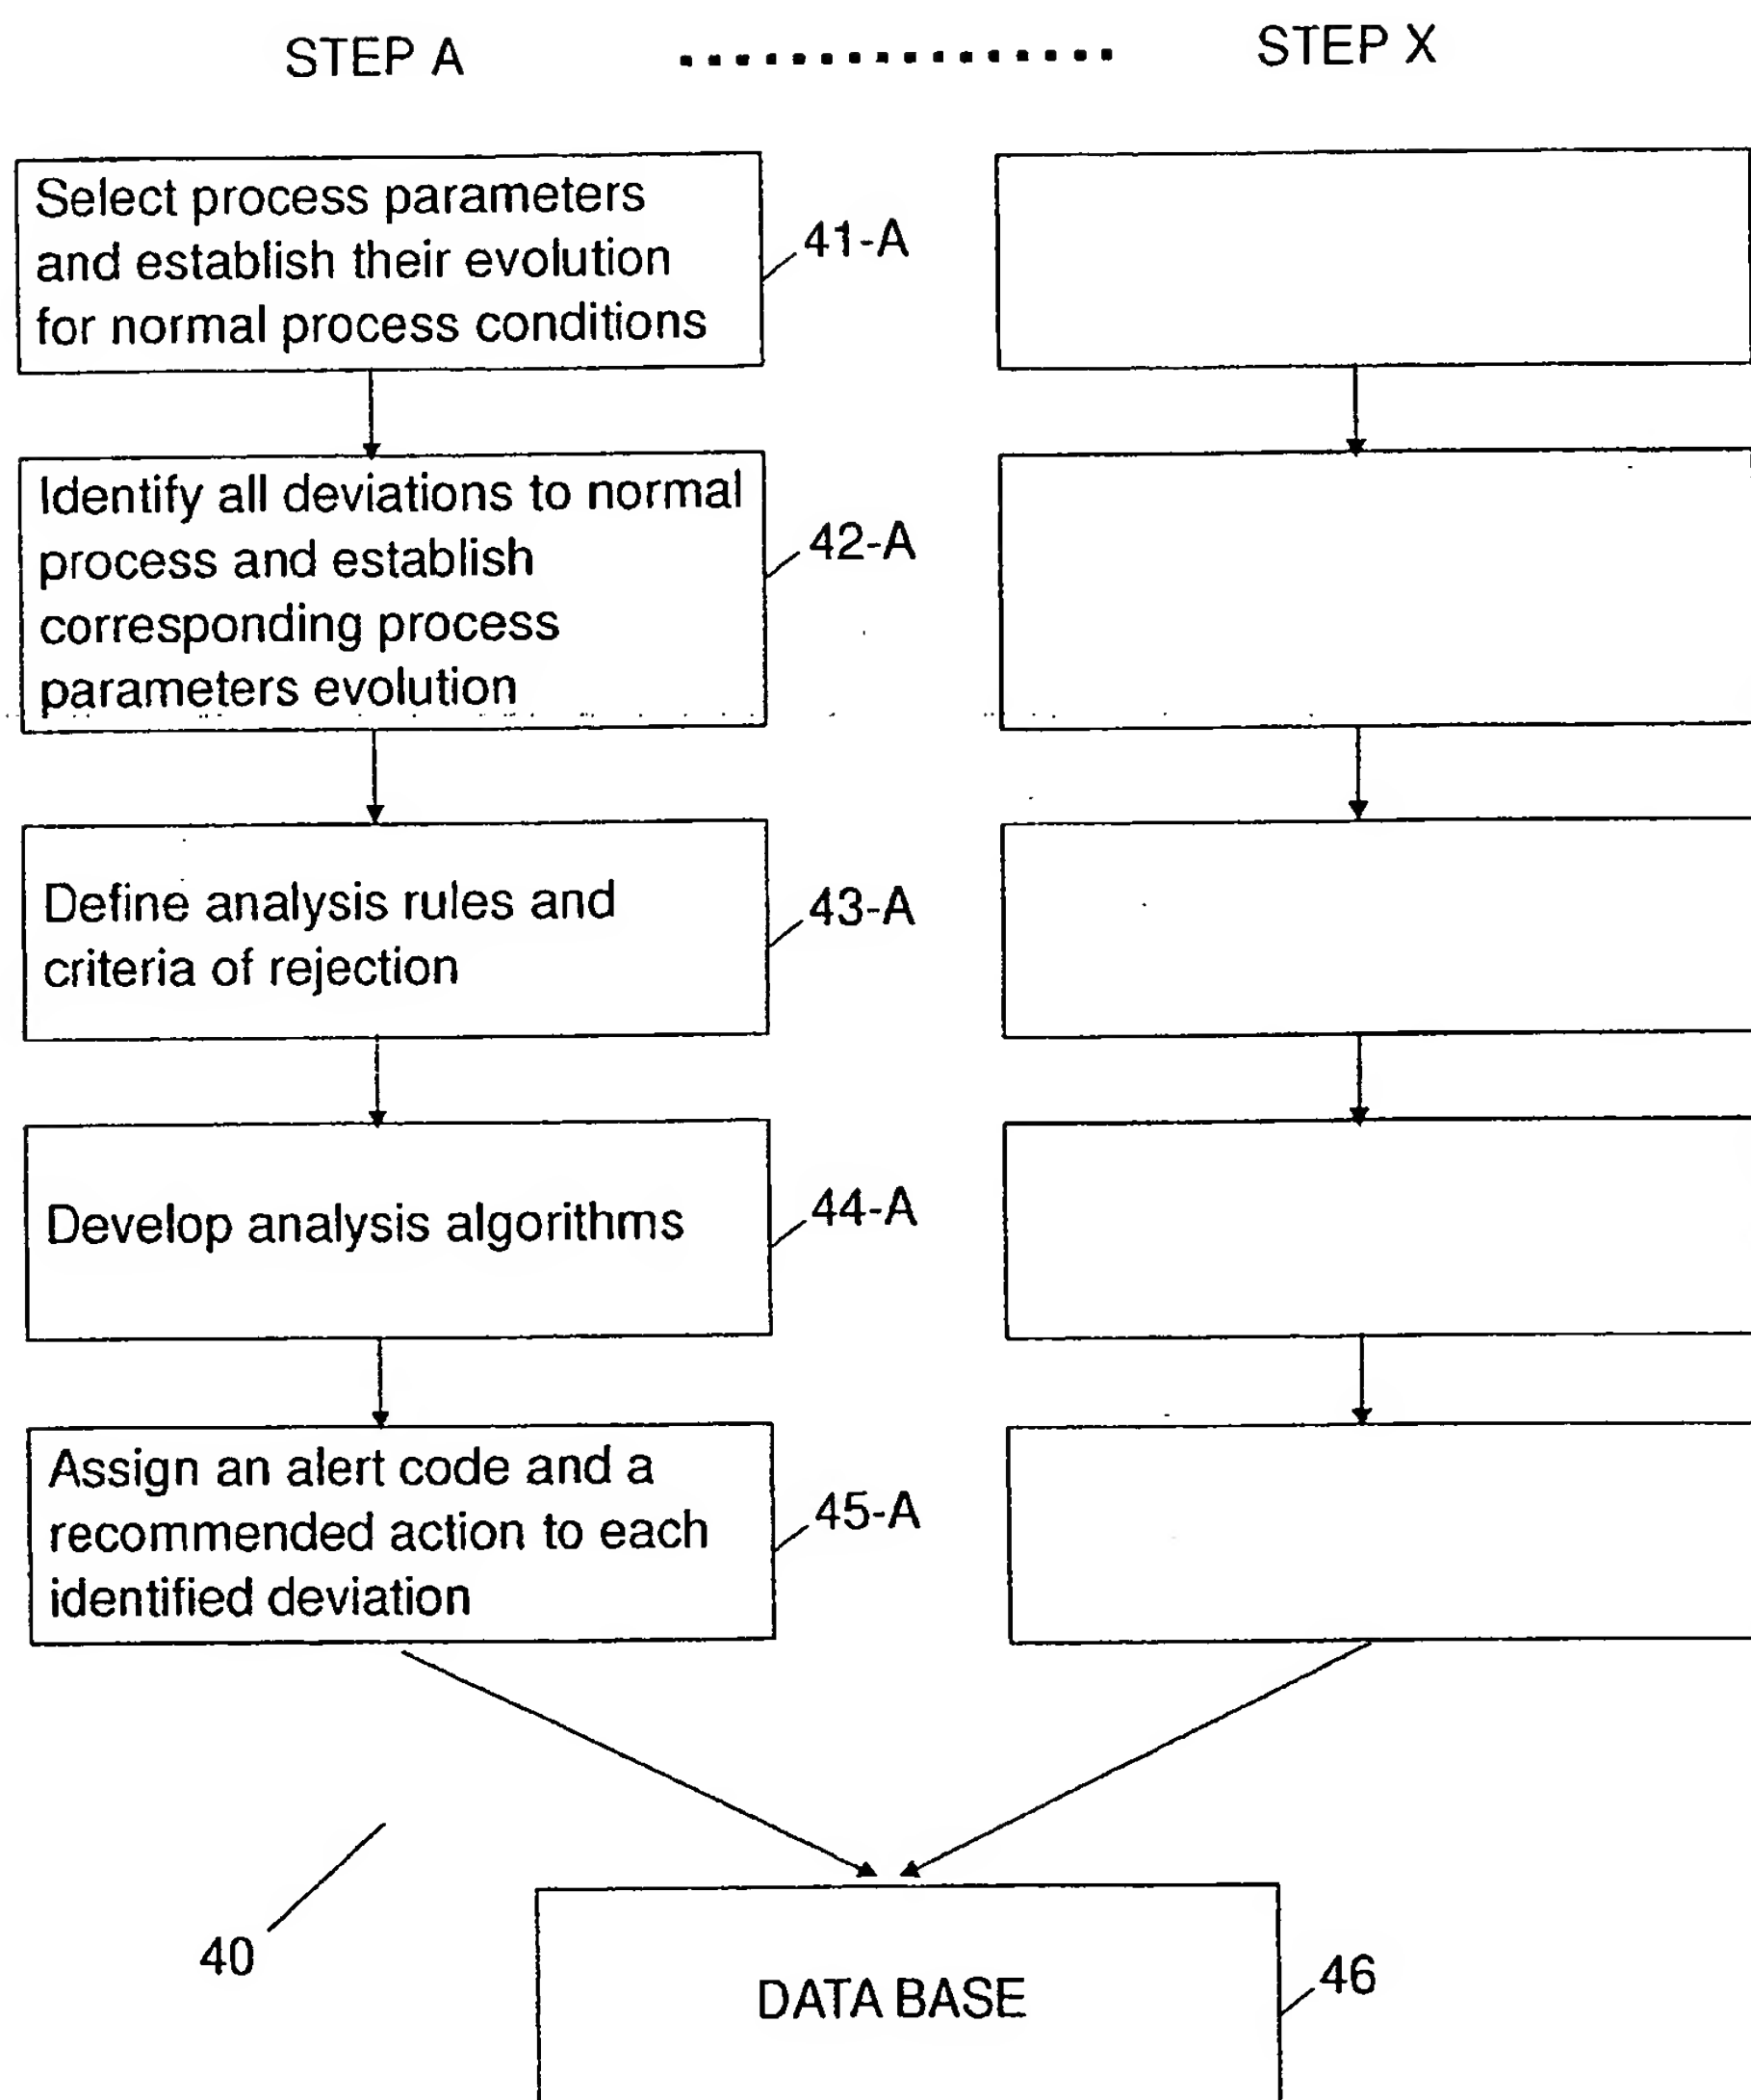 STEP A ................ STEP X
Select process parameters
and establish their evolution
for normal process conditions
41-A
Identify all deviations to normal
process and establish
corresponding process
parameters evolution
42-A
Define analysis rules and
criteria of rejection
43-A
Develop analysis algorithms
44-A
Assign an alert code and a
recommended action to each
identified deviation
45-A
40
DATA BASE
46